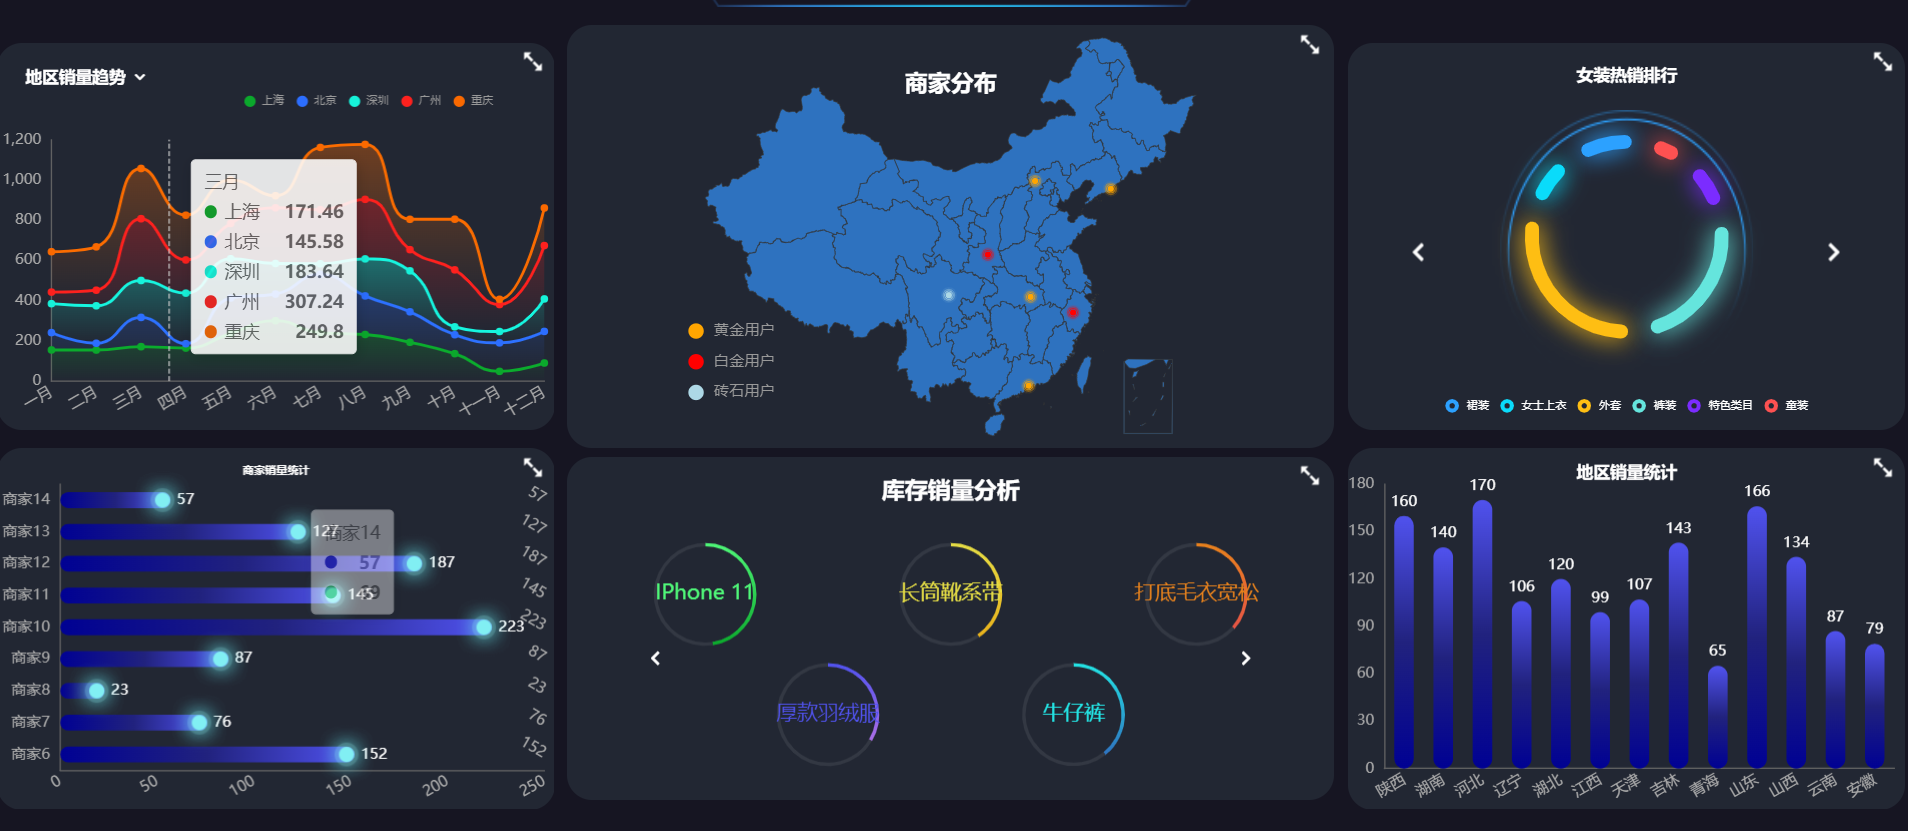 地区销量趋势
上海 北京 深圳 广州 重庆
1,200
1,000
800
600
400
200
0
三月
上海 171.46
北京 145.58
深圳 183.64
广州 307.24
重庆 249.8
一月 二月 三月 四月 五月 六月 七月 八月 九月 十月 十一月 十二月
商家分布
黄金用户
白金用户
砖石用户
女装热销排行
裙装 女士上衣 外套 裤装 特色类目 童装
商家销量统计
商家14 57 57
商家13 127 127
商家12 187 187
商家11 145 145
商家10 223 223
商家9 87 87
商家8 23 23
商家7 76 76
商家6 152 152
0 50 100 150 200 250
商家14
57
库存销量分析
IPhone 11 长筒靴系带 打底毛衣宽松
厚款羽绒服 牛仔裤
地区销量统计
180
150
120
90
60
30
0
160 140 170 106 120 99 107 143 65 166 134 87 79
陕西 湖南 河北 辽宁 湖北 江西 天津 吉林 青海 山东 山西 云南 安徽